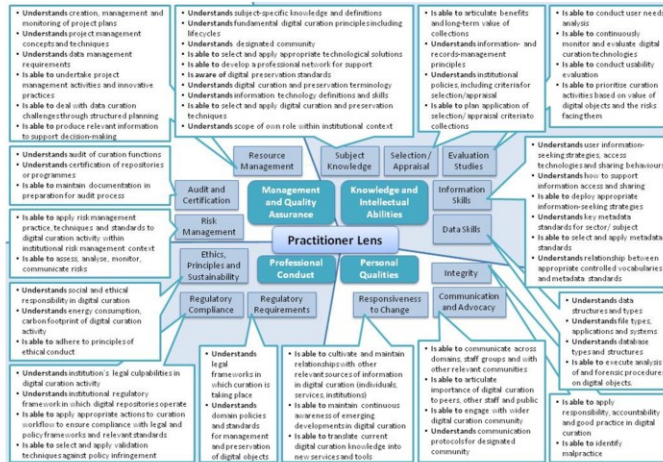 • Understands creation, management and
monitoring of project plans
• Understands project management
concepts and techniques
• Understands data management
requirements
• Is able to undertake project
management activities and innovative
practices
• Is able to deal with data curation
challenges through structured planning
• Is able to produce relevant information
to support decision-making
• Understands subject-specific knowledge and definitions
• Understands fundamental digital curation principles including
lifecycles
• Understands designated community
• Is able to select and apply appropriate technological solutions
• Is able to develop a professional network for support
• Is aware of digital preservation standards
• Understands digital curation and preservation terminology
• Understands information technology definitions and skills
• Is able to select and apply digital curation and preservation
techniques
• Understands scope of own role within institutional context
• Is able to articulate benefits
and long-term value of
collections
• Understands information- and
records-management
principles
• Understands institutional
policies, including criteria for
selection/appraisal
• Is able to plan application of
selection/ appraisal criteria to
collections
• Is able to conduct user needs
analysis
• Is able to continuously
monitor and evaluate digital
curation technologies
• Is able to conduct usability
evaluation
• Is able to prioritise curation
activities based on value of
digital objects and the risks
facing them
Resource
Management
Subject
Knowledge
Selection /
Appraisal
Evaluation
Studies
• Understands audit of curation functions
• Understands certification of repositories
or programmes
• Is able to maintain documentation in
preparation for audit process
Audit and
Certification
Management
and Quality
Assurance
Knowledge and
Intellectual
Abilities
Information
Skills
• Understands user information-
seeking strategies, access
technologies and sharing behaviours
• Understands how to support
information access and sharing
• Is able to deploy appropriate
information-seeking strategies
• Understands key metadata
standards for sector/ subject
• Is able to select and apply metadata
standards
• Understands relationship between
appropriate controlled vocabularies
and metadata standards
• Is able to apply risk management
practice, techniques and standards to
digital curation activity within
institutional risk management context
• Is able to assess, analyse, monitor,
communicate risks
Risk
Management
Data Skills
Practitioner Lens
Ethics,
Principles and
Sustainability
Professional
Conduct
Personal
Qualities
Integrity
• Understands social and ethical
responsibility in digital curation
• Understands energy consumption,
carbon footprint of digital curation
activity
• Is able to adhere to principles of
ethical conduct
Regulatory
Compliance
Regulatory
Requirements
Responsiveness
to Change
Communication
and Advocacy
• Understands data
structures and types
• Understands file types,
applications and systems
• Understands database
types and structures
• Is able to execute analysis
of and forensic procedures
on digital objects.
• Understands institution's legal culpabilities in
digital curation activity
• Understands institutional regulatory
framework in which digital repositories operate
• Is able to apply appropriate actions to curation
workflow to ensure compliance with legal and
policy frameworks and relevant standards
• Is able to select and apply validation
techniques against policy infringement
• Understands
legal
frameworks in
which curation is
taking place
• Understands
domain policies
and standards
for management
and preservation
of digital objects
• Is able to cultivate and maintain
relationships with other
relevant sources of information
in digital curation (individuals,
services, institutions)
• Is able to maintain continuous
awareness of emerging
developments in digital curation
• Is able to translate current
digital curation knowledge into
new services and tools
• Is able to communicate across
domains, staff groups and with
other relevant communities
• Is able to articulate
importance of digital curation
to peers, other staff and public
• Is able to engage with wider
digital curation community
• Understands communication
protocols for designated
community
• Is able to apply
responsibility, accountability
and good practice in digital
curation
• Is able to identify
malpractice